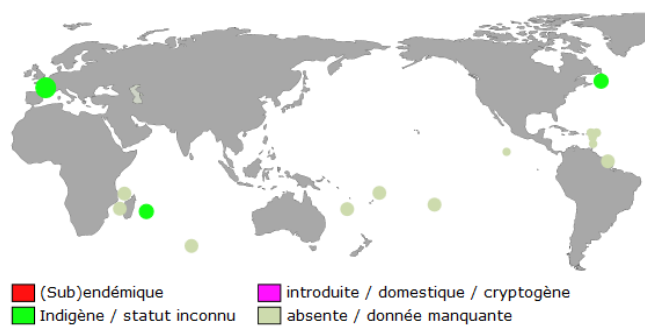 (Sub)endémique
introduite / domestique / cryptogène
Indigène / statut inconnu
absente / donnée manquante